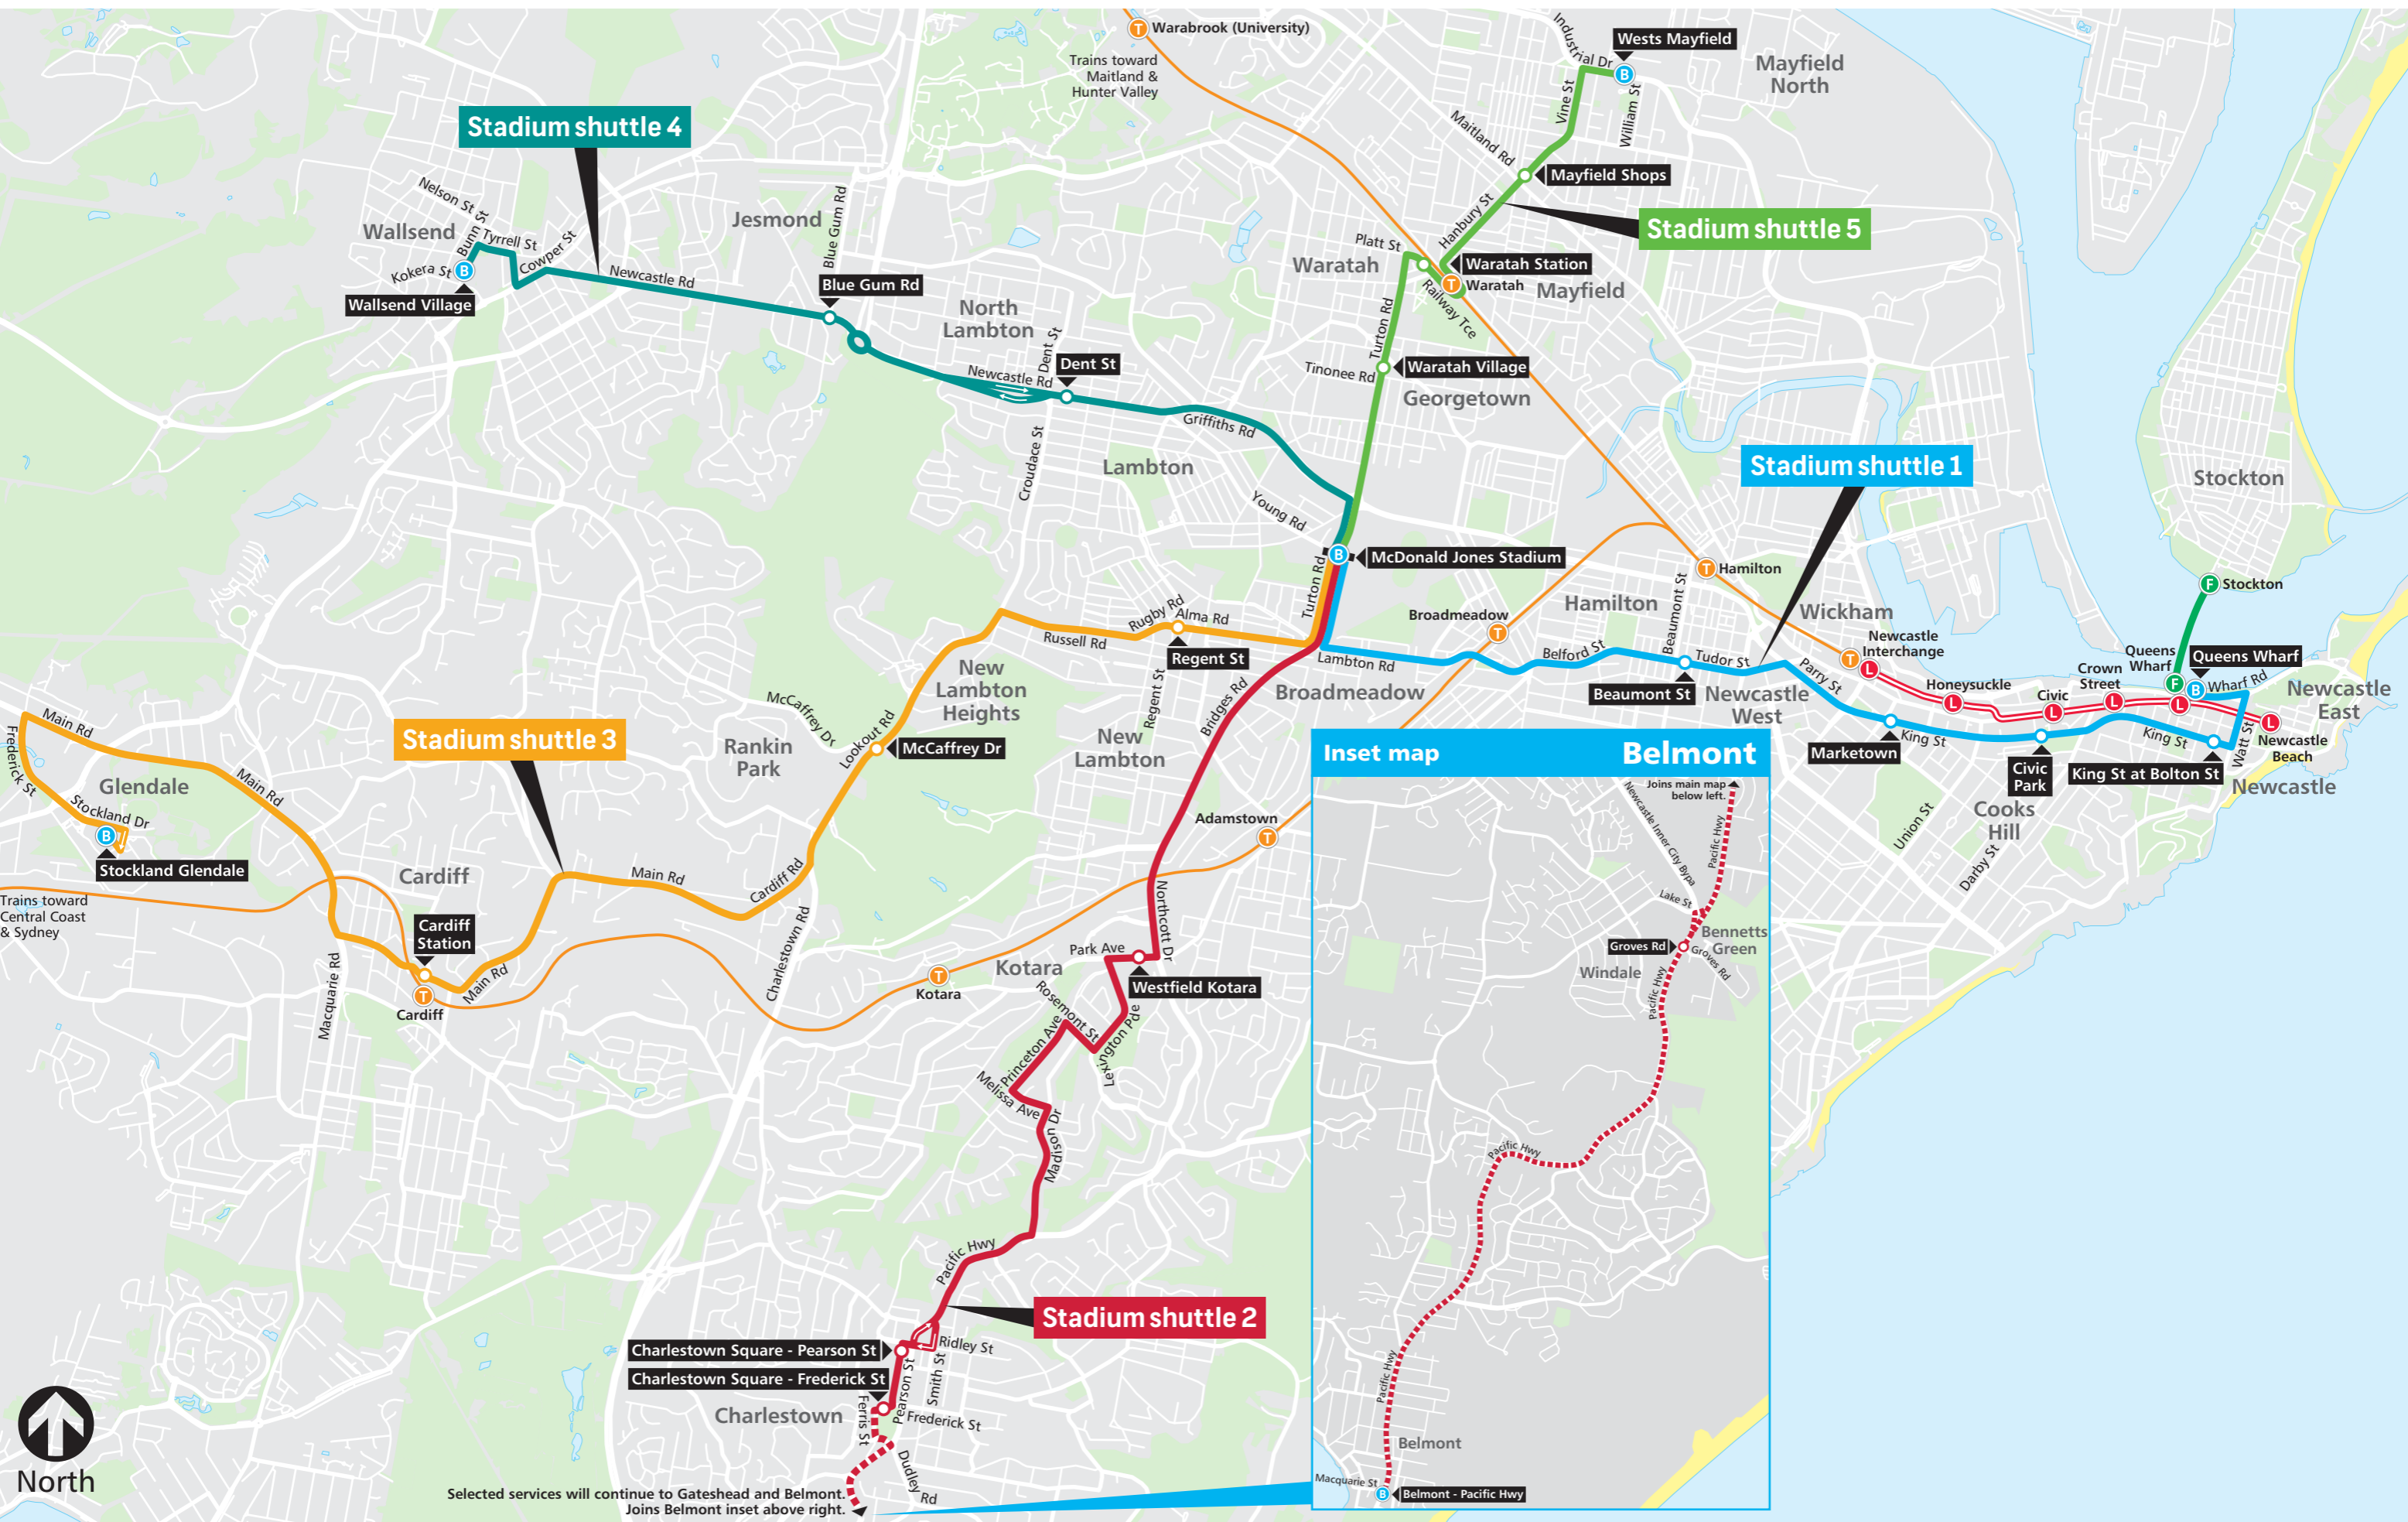 Warabrook (University)
Trains toward
Maitland &
Hunter Valley
Industrial Dr
Wests Mayfield
Mayfield
North
Vine St
William St
Maitland Rd
Mayfield Shops
Stadium shuttle 4
Stadium shuttle 5
Nelson St
Wallsend
Bunn St
Tyrrell St
Cowper St
Kokera St
B
Wallsend Village
Newcastle Rd
Jesmond
Blue Gum Rd
Blue Gum Rd
North
Lambton
Dent St
Dent St
Newcastle Rd
Griffiths Rd
Croudace St
Lambton
Young Rd
Platt St
Hanbury St
Waratah
Waratah Station
T
Waratah
Mayfield
Railway Tce
Turton Rd
Tinonee Rd
Waratah Village
Georgetown
Stadium shuttle 1
Stockton
B
McDonald Jones Stadium
Turton Rd
T
Hamilton
Hamilton
Beaumont St
Wickham
Broadmeadow
T
F
Stockton
Rugby Rd
Alma Rd
Russell Rd
Regent St
Regent St
Lambton Rd
Belford St
Tudor St
Beaumont St
Newcastle
West
Parry St
Newcastle
Interchange
T
L
Honeysuckle
L
Civic
L
Crown
Street
L
Queens
Wharf
F
Queens Wharf
B
Wharf Rd
L
Newcastle
East
L
Newcastle
Beach
Watt St
King St
King St
Marketown
Civic
Park
King St at Bolton St
Newcastle
Cooks
Hill
Union St
Darby St
Broadmeadow
Bridges Rd
New
Lambton
Heights
New
Lambton
McCaffrey Dr
Lookout Rd
McCaffrey Dr
Rankin
Park
Stadium shuttle 3
Main Rd
Frederick St
Glendale
Main Rd
Stockland Dr
B
Stockland Glendale
Trains toward
Central Coast
& Sydney
Cardiff
Cardiff
Station
T
Cardiff
Main Rd
Main Rd
Cardiff Rd
Charlestown Rd
Macquarie Rd
Adamstown
T
Northcott Dr
Park Ave
Kotara
T
Kotara
Westfield Kotara
Rosemont St
Lexington Pde
Princeton Ave
Melissa Ave
Madison Dr
Pacific Hwy
Stadium shuttle 2
Ridley St
Charlestown Square - Pearson St
Charlestown Square - Frederick St
Pearson St
Smith St
Ferris St
Frederick St
Charlestown
Dudley Rd
Selected services will continue to Gateshead and Belmont.
Joins Belmont inset above right.
North
Inset map
Belmont
Joins main map
below left.
Newcastle Inner City Bypa
Pacific Hwy
Lake St
Bennetts
Green
Groves Rd
Groves Rd
Windale
Pacific Hwy
Pacific Hwy
Pacific Hwy
Belmont
Macquarie St
B
Belmont - Pacific Hwy